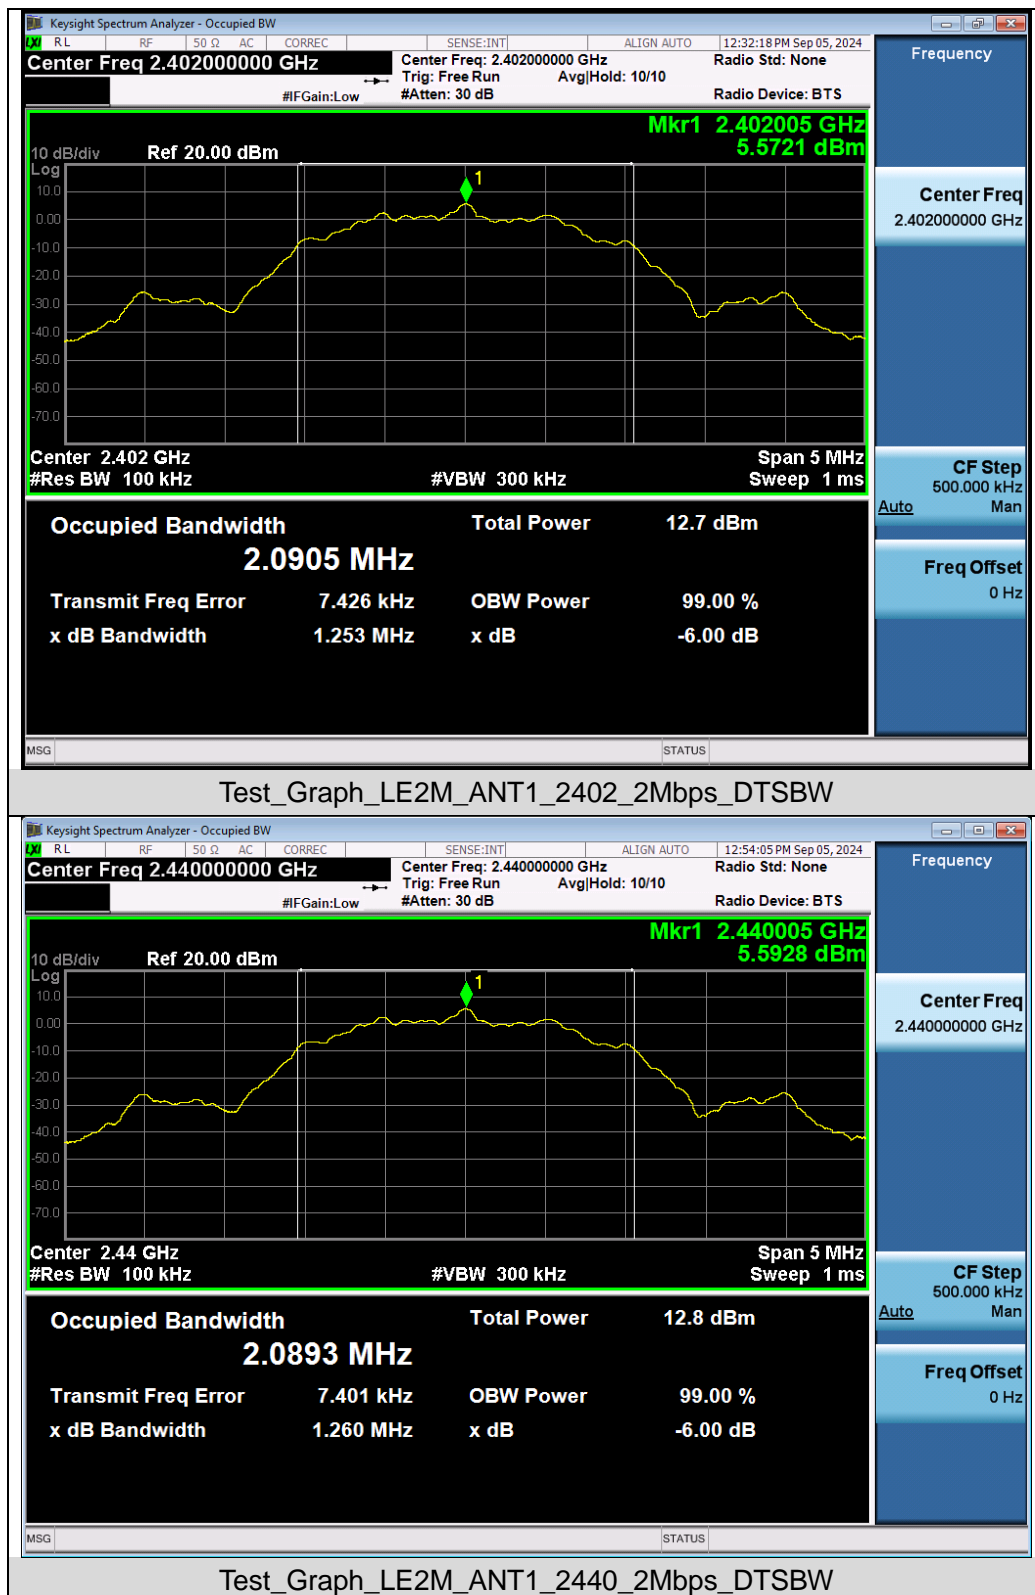 Keysight Spectrum Analyzer - Occupied BW
LXI RL RF 50 Ω AC CORREC SENSE:INT ALIGN AUTO 12:32:18 PM Sep 05, 2024
Center Freq 2.402000000 GHz
Center Freq: 2.402000000 GHz
Radio Std: None
Trig: Free Run Avg|Hold: 10/10
#IFGain:Low
#Atten: 30 dB
Radio Device: BTS
Mkr1 2.402005 GHz
5.5721 dBm
10 dB/div Ref 20.00 dBm
Log
10.0
0.00
-10.0
-20.0
-30.0
-40.0
-50.0
-60.0
-70.0
1
Center 2.402 GHz
Span 5 MHz
#Res BW 100 kHz
#VBW 300 kHz
Sweep 1 ms
Occupied Bandwidth
Total Power 12.7 dBm
2.0905 MHz
Transmit Freq Error 7.426 kHz OBW Power 99.00 %
x dB Bandwidth 1.253 MHz x dB -6.00 dB
MSG STATUS
Frequency
Center Freq
2.402000000 GHz
CF Step
500.000 kHz
Auto Man
Freq Offset
0 Hz
Test_Graph_LE2M_ANT1_2402_2Mbps_DTSBW
Keysight Spectrum Analyzer - Occupied BW
LXI RL RF 50 Ω AC CORREC SENSE:INT ALIGN AUTO 12:54:05 PM Sep 05, 2024
Center Freq 2.440000000 GHz
Center Freq: 2.440000000 GHz
Radio Std: None
Trig: Free Run Avg|Hold: 10/10
#IFGain:Low
#Atten: 30 dB
Radio Device: BTS
Mkr1 2.440005 GHz
5.5928 dBm
10 dB/div Ref 20.00 dBm
Log
10.0
0.00
-10.0
-20.0
-30.0
-40.0
-50.0
-60.0
-70.0
1
Center 2.44 GHz
Span 5 MHz
#Res BW 100 kHz
#VBW 300 kHz
Sweep 1 ms
Occupied Bandwidth
Total Power 12.8 dBm
2.0893 MHz
Transmit Freq Error 7.401 kHz OBW Power 99.00 %
x dB Bandwidth 1.260 MHz x dB -6.00 dB
MSG STATUS
Frequency
Center Freq
2.440000000 GHz
CF Step
500.000 kHz
Auto Man
Freq Offset
0 Hz
Test_Graph_LE2M_ANT1_2440_2Mbps_DTSBW